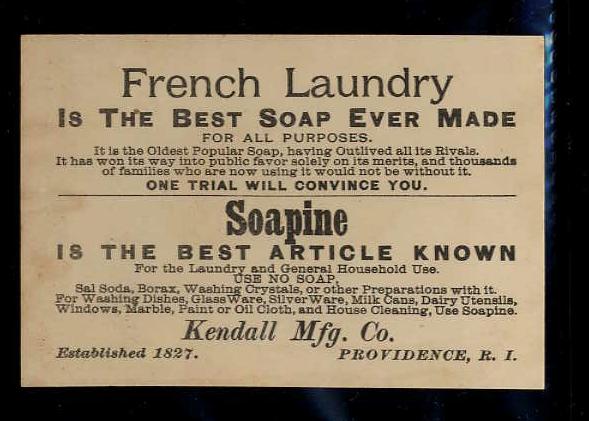 French Laundry
IS THE BEST SOAP EVER MADE
FOR ALL PURPOSES.
It is the Oldest Popular Soap, having Outlived all its Rivals.
It has won its way into public favor solely on its merits, and thousands
of families who are now using it would not be without it.
ONE TRIAL WILL CONVINCE YOU.
Soapine
IS THE BEST ARTICLE KNOWN
For the Laundry and General Household Use.
USE NO SOAP,
Sal Soda, Borax, Washing Crystals, or other Preparations with it.
For Washing Dishes, Glass Ware, Silver Ware, Milk Cans, Dairy Utensils,
Windows, Marble, Paint or Oil Cloth, and House Cleaning, Use Soapine.
Kendall Mfg. Co.
Established 1827. PROVIDENCE, R. I.